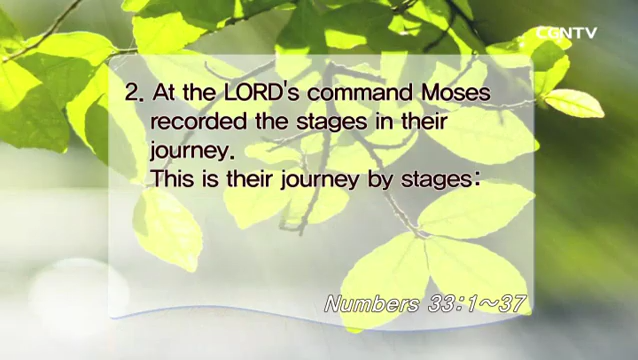 CGNTV
2. At the LORD's command Moses
recorded the stages in their
journey.
This is their journey by stages:
Numbers 33:1~37